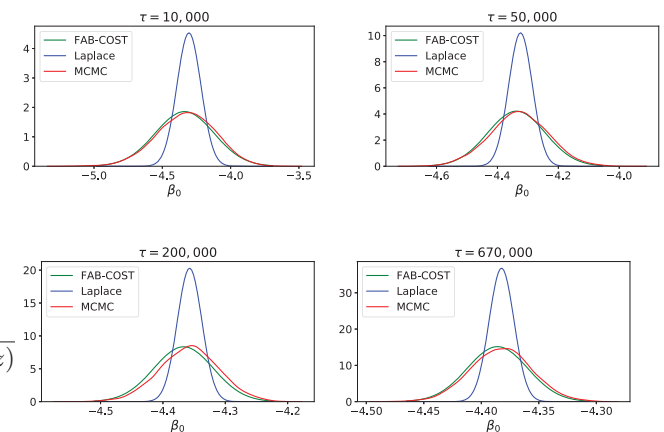 τ = 10, 000
FAB-COST
Laplace
MCMC
4
3
2
1
0
−5.0 −4.5 −4.0 −3.5
β₀
τ = 50, 000
FAB-COST
Laplace
MCMC
10
8
6
4
2
0
−4.6 −4.4 −4.2 −4.0
β₀
τ = 200, 000
FAB-COST
Laplace
MCMC
20
15
10
5
0
−4.5 −4.4 −4.3 −4.2
β₀
τ = 670, 000
FAB-COST
Laplace
MCMC
30
20
10
0
−4.50 −4.45 −4.40 −4.35 −4.30
β₀
z)